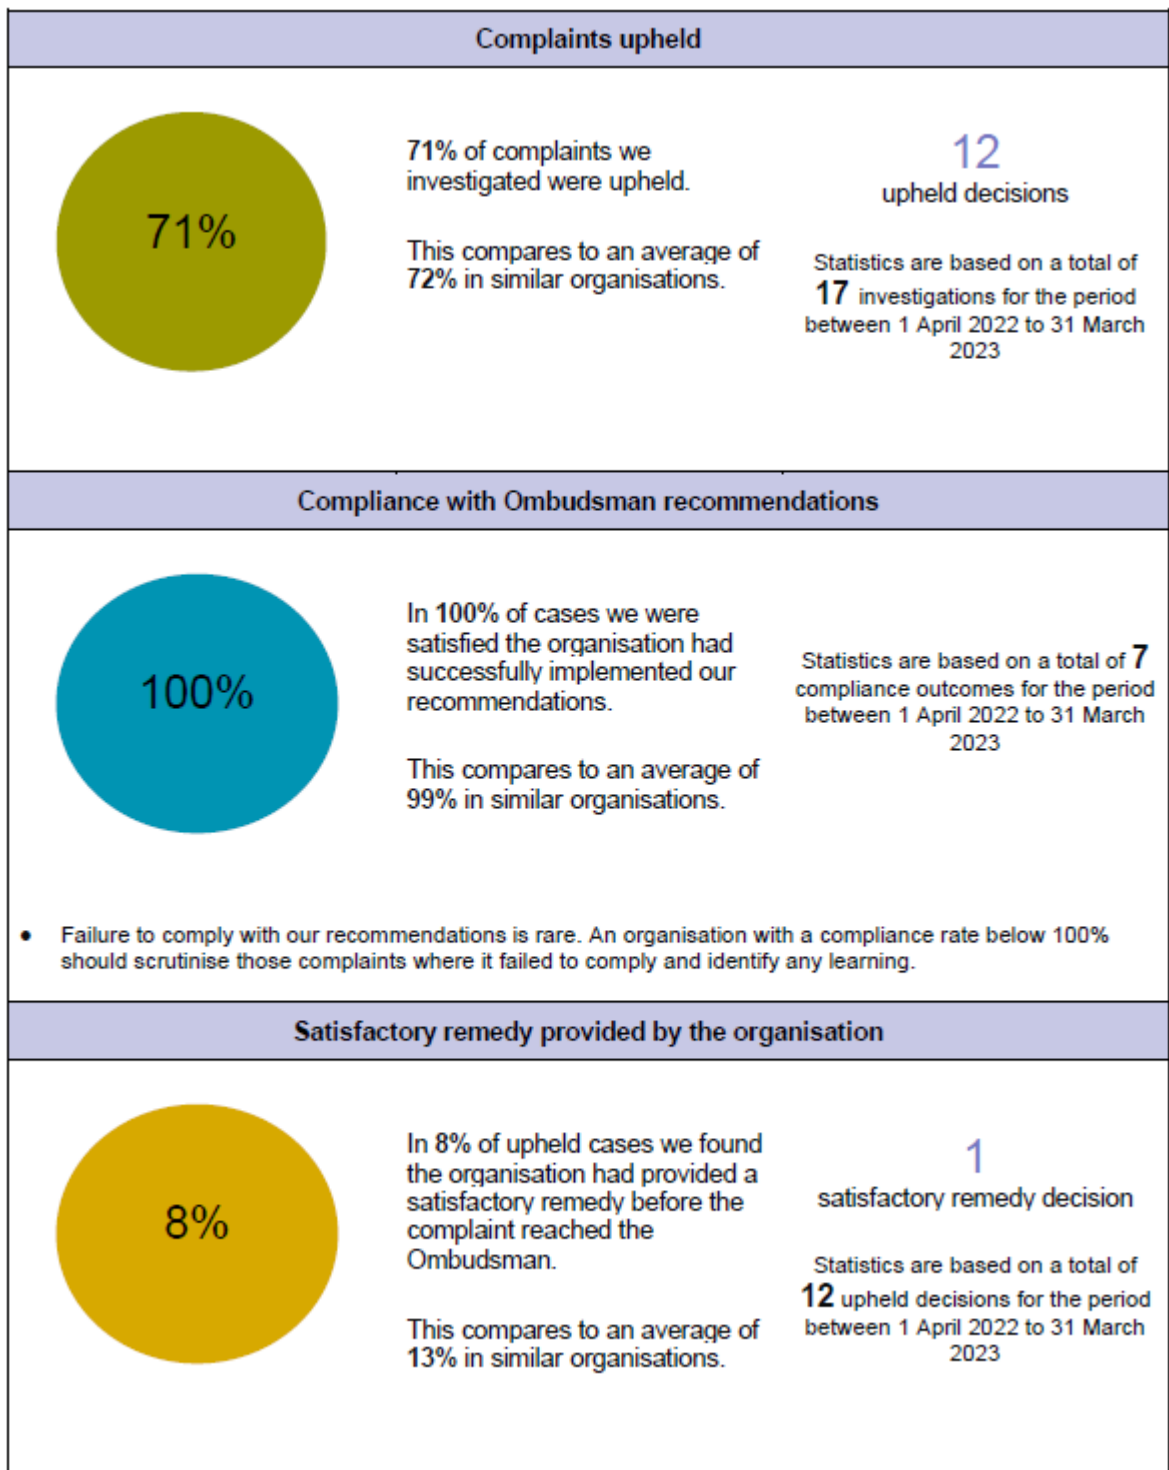 Complaints upheld
71%
71% of complaints we
investigated were upheld.
This compares to an average of
72% in similar organisations.
12
upheld decisions
Statistics are based on a total of
17 investigations for the period
between 1 April 2022 to 31 March
2023
Compliance with Ombudsman recommendations
100%
In 100% of cases we were
satisfied the organisation had
successfully implemented our
recommendations.
This compares to an average of
99% in similar organisations.
Statistics are based on a total of 7
compliance outcomes for the period
between 1 April 2022 to 31 March
2023
• Failure to comply with our recommendations is rare. An organisation with a compliance rate below 100%
should scrutinise those complaints where it failed to comply and identify any learning.
Satisfactory remedy provided by the organisation
8%
In 8% of upheld cases we found
the organisation had provided a
satisfactory remedy before the
complaint reached the
Ombudsman.
This compares to an average of
13% in similar organisations.
1
satisfactory remedy decision
Statistics are based on a total of
12 upheld decisions for the period
between 1 April 2022 to 31 March
2023